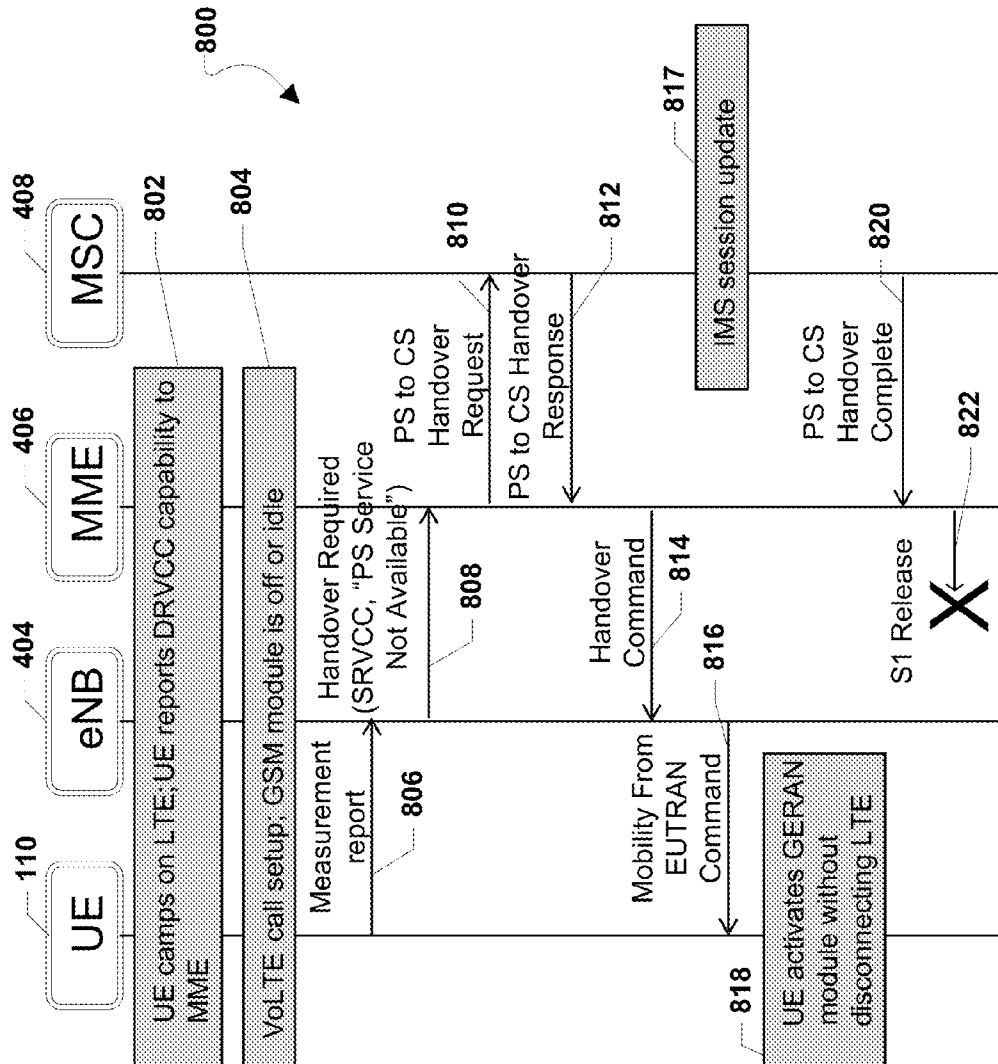 800
110
404
406
408
UE
eNB
MME
MSC
UE camps on LTE; UE reports DRVCC capability to
MME
802
VoLTE call setup, GSM module is off or idle
804
Measurement
report
806
Handover Required
(SRVCC, “PS Service
Not Available”)
808
PS to CS
Handover
Request
810
PS to CS Handover
Response
812
Handover
Command
814
Mobility From
EUTRAN
Command
816
IMS session update
817
818
UE activates GERAN
module without
disconnecting LTE
PS to CS
Handover
Complete
820
S1 Release
X
822